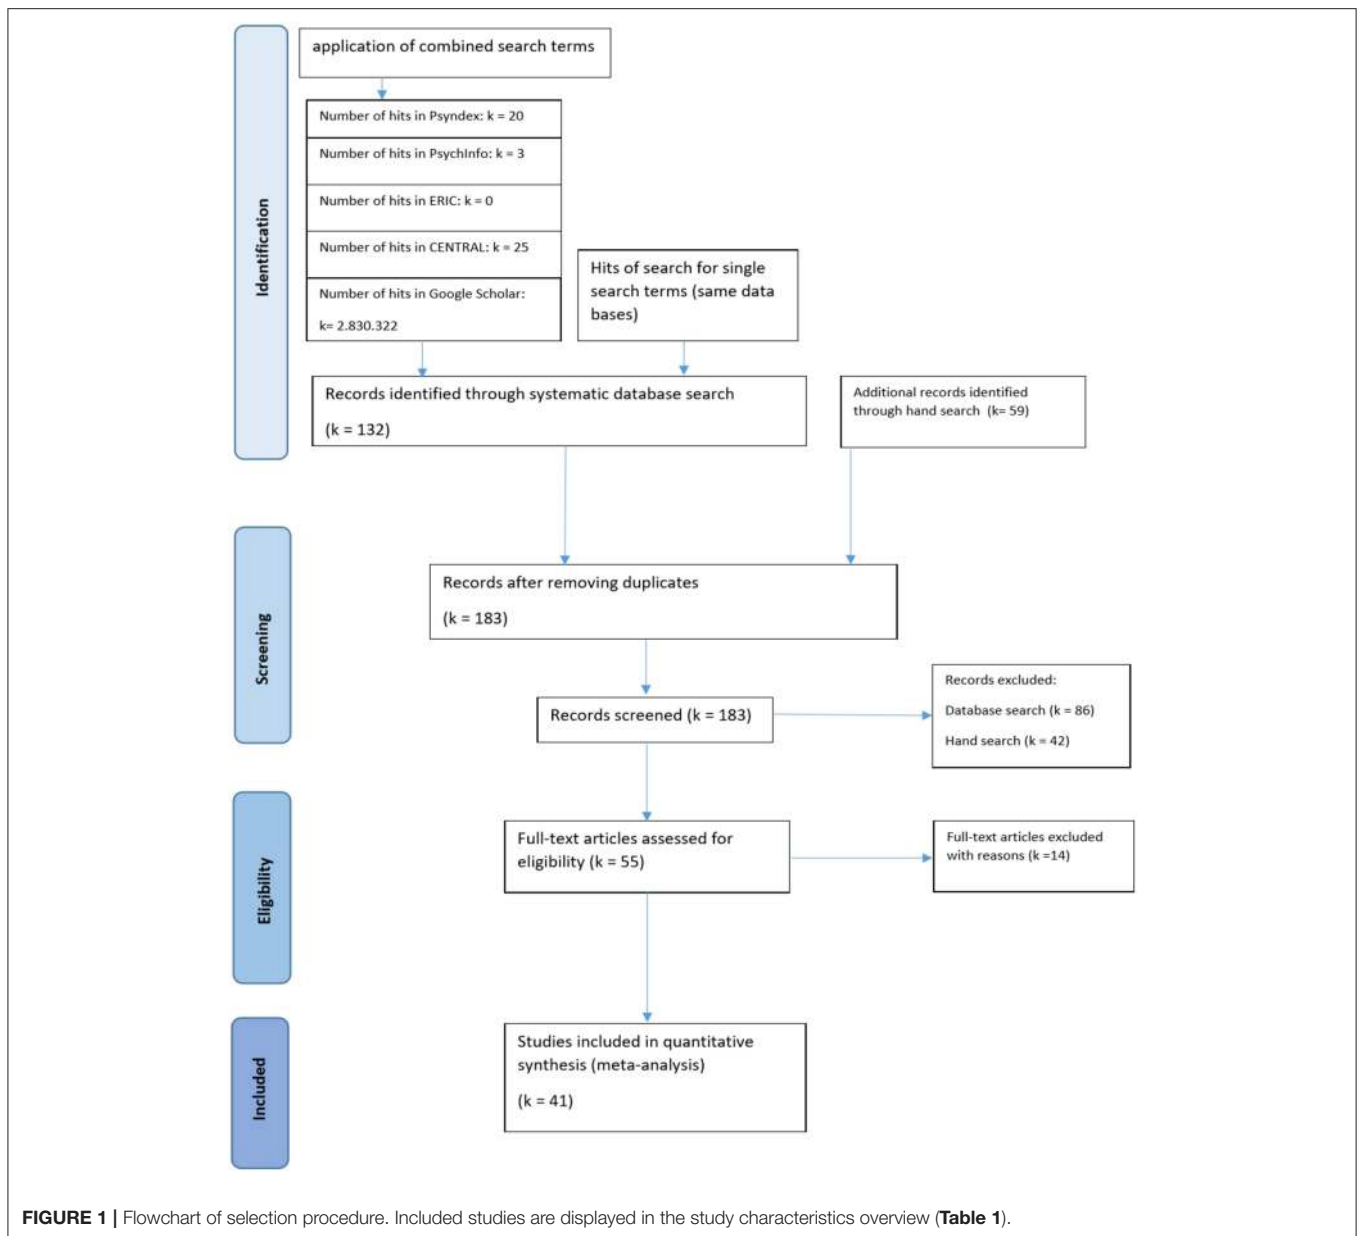 Identification
application of combined search terms
Number of hits in Psyndex: k = 20
Number of hits in PsychInfo: k = 3
Number of hits in ERIC: k = 0
Number of hits in CENTRAL: k = 25
Number of hits in Google Scholar:
k= 2.830.322
Hits of search for single
search terms (same data
bases)
Records identified through systematic database search
(k = 132)
Additional records identified
through hand search (k= 59)
Screening
Records after removing duplicates
(k = 183)
Records screened (k = 183)
Records excluded:
Database search (k = 86)
Hand search (k = 42)
Eligibility
Full-text articles assessed for
eligibility (k = 55)
Full-text articles excluded
with reasons (k =14)
Included
Studies included in quantitative
synthesis (meta-analysis)
(k = 41)
FIGURE 1 | Flowchart of selection procedure. Included studies are displayed in the study characteristics overview (Table 1).